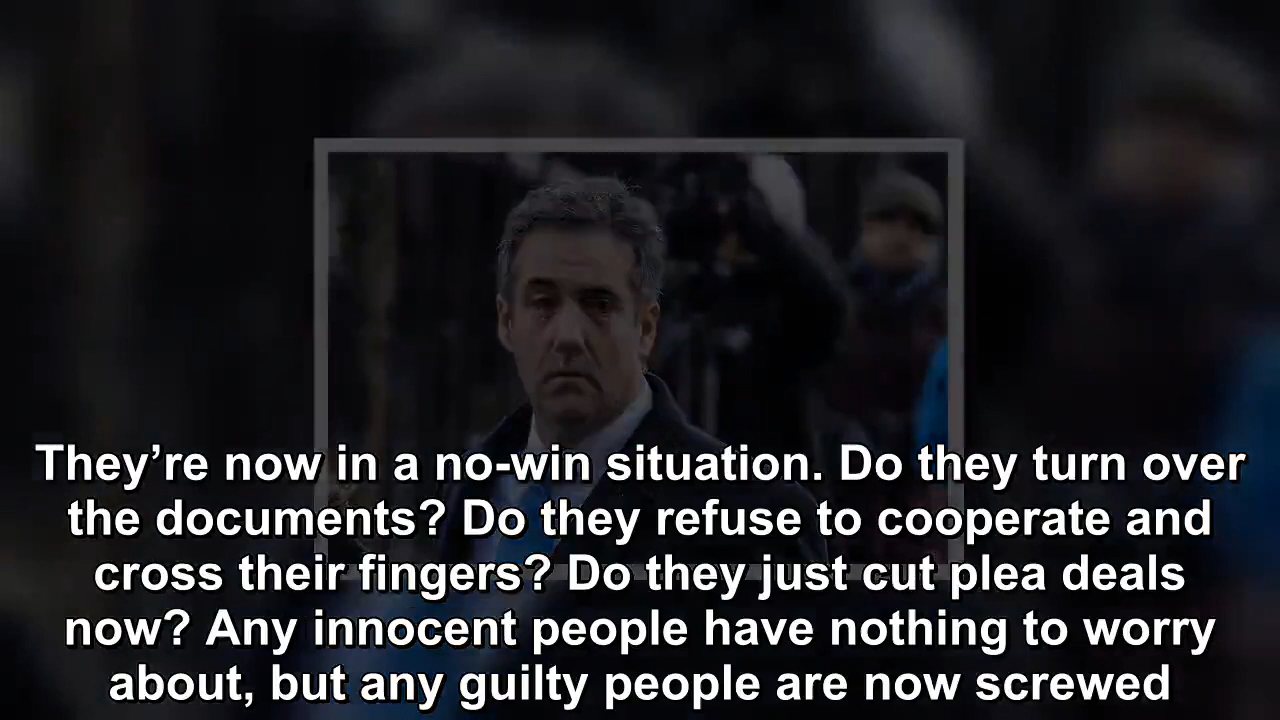 They’re now in a no-win situation. Do they turn over
the documents? Do they refuse to cooperate and
cross their fingers? Do they just cut plea deals
now? Any innocent people have nothing to worry
about, but any guilty people are now screwed